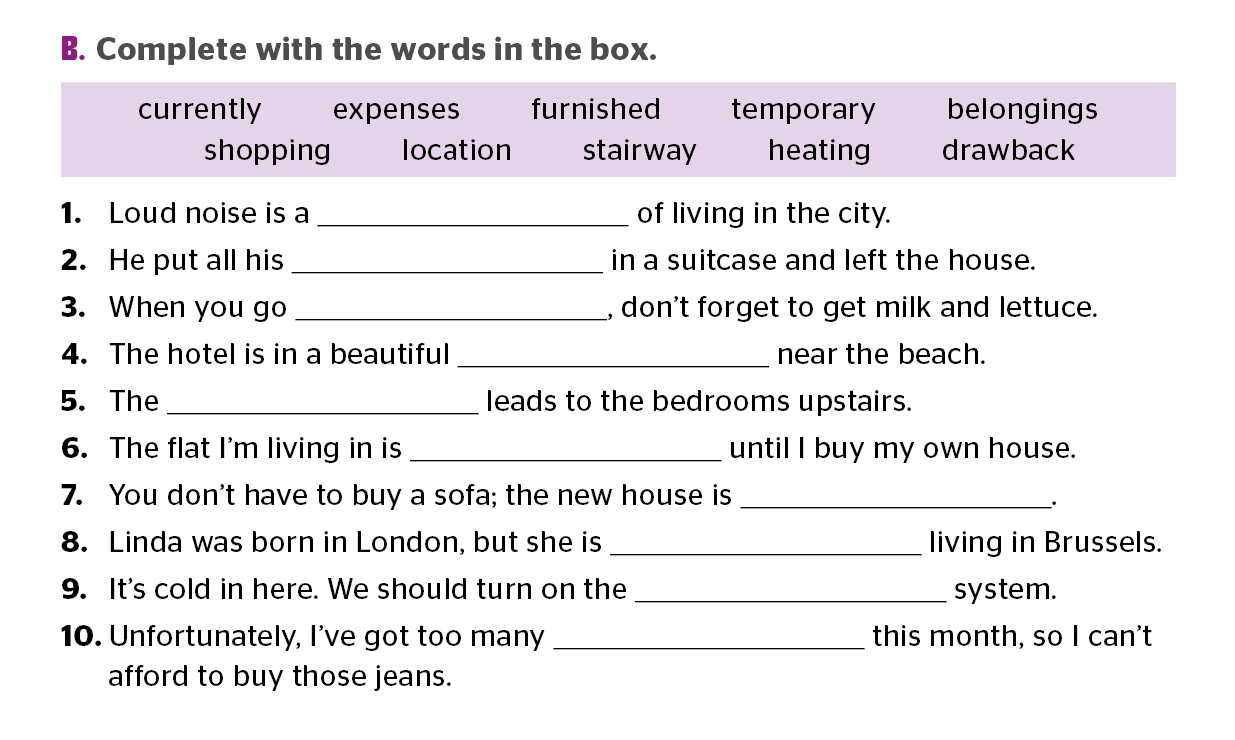 B. Complete with the words in the box.
currently expenses furnished temporary belongings
shopping location stairway heating drawback
1. Loud noise is a ____________________ of living in the city.
2. He put all his ____________________ in a suitcase and left the house.
3. When you go ____________________, don’t forget to get milk and lettuce.
4. The hotel is in a beautiful ____________________ near the beach.
5. The ____________________ leads to the bedrooms upstairs.
6. The flat I’m living in is ____________________ until I buy my own house.
7. You don’t have to buy a sofa; the new house is ____________________.
8. Linda was born in London, but she is ____________________ living in Brussels.
9. It’s cold in here. We should turn on the ____________________ system.
10. Unfortunately, I’ve got too many ____________________ this month, so I can’t
afford to buy those jeans.